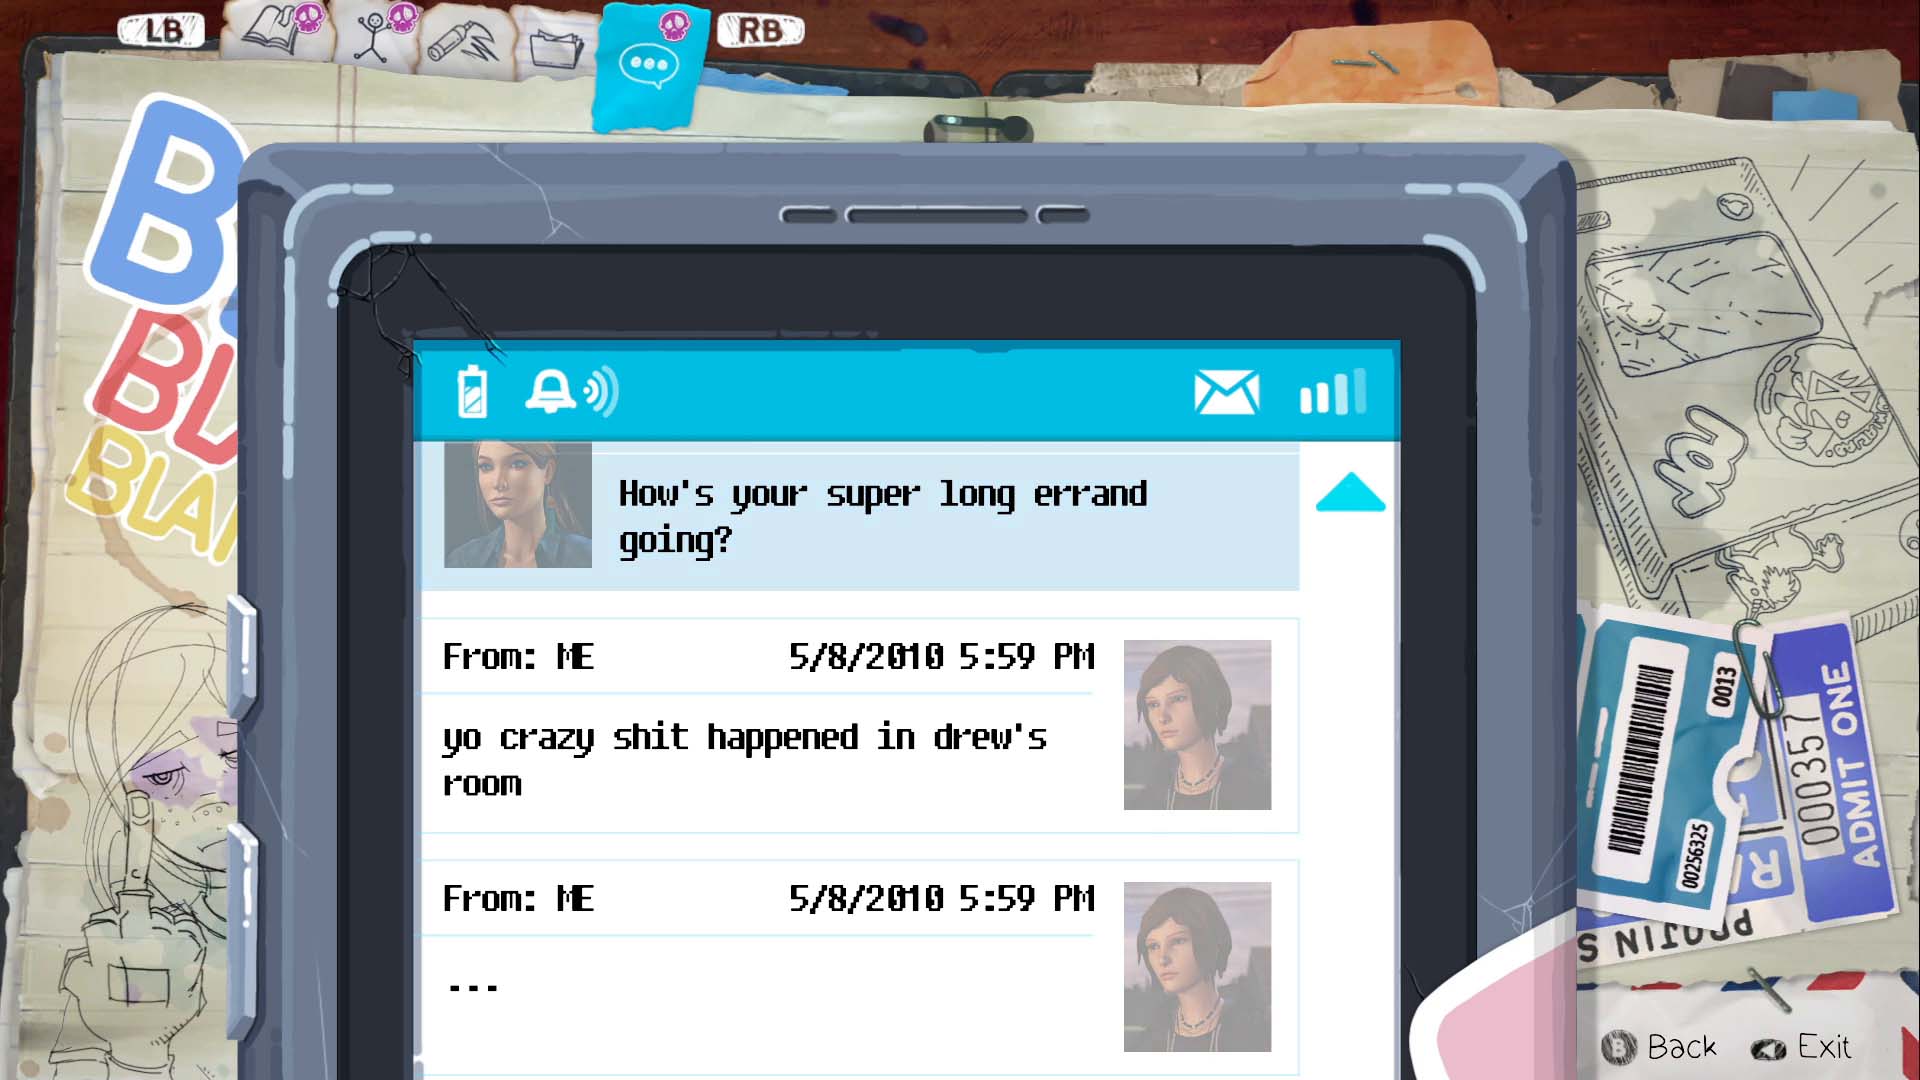 LB
RB
How's your super long errand
going?
From: ME 5/8/2010 5:59 PM
yo crazy shit happened in drew's
room
From: ME 5/8/2010 5:59 PM
...
0013
00256325
000357
ADMIT ONE
B Back
Exit